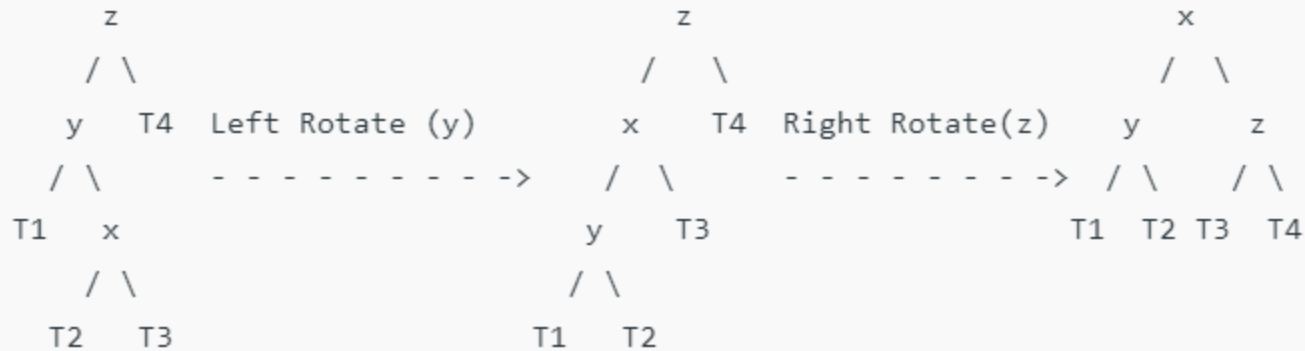 z                               z                           x
    / \                            /   \                       /  \
   y   T4  Left Rotate (y)        x    T4  Right Rotate(z)    y      z
  / \      - - - - - - - - ->    /  \      - - - - - - - ->  / \    / \
T1   x                          y    T3                    T1  T2 T3  T4
    / \                        / \
  T2   T3                    T1   T2